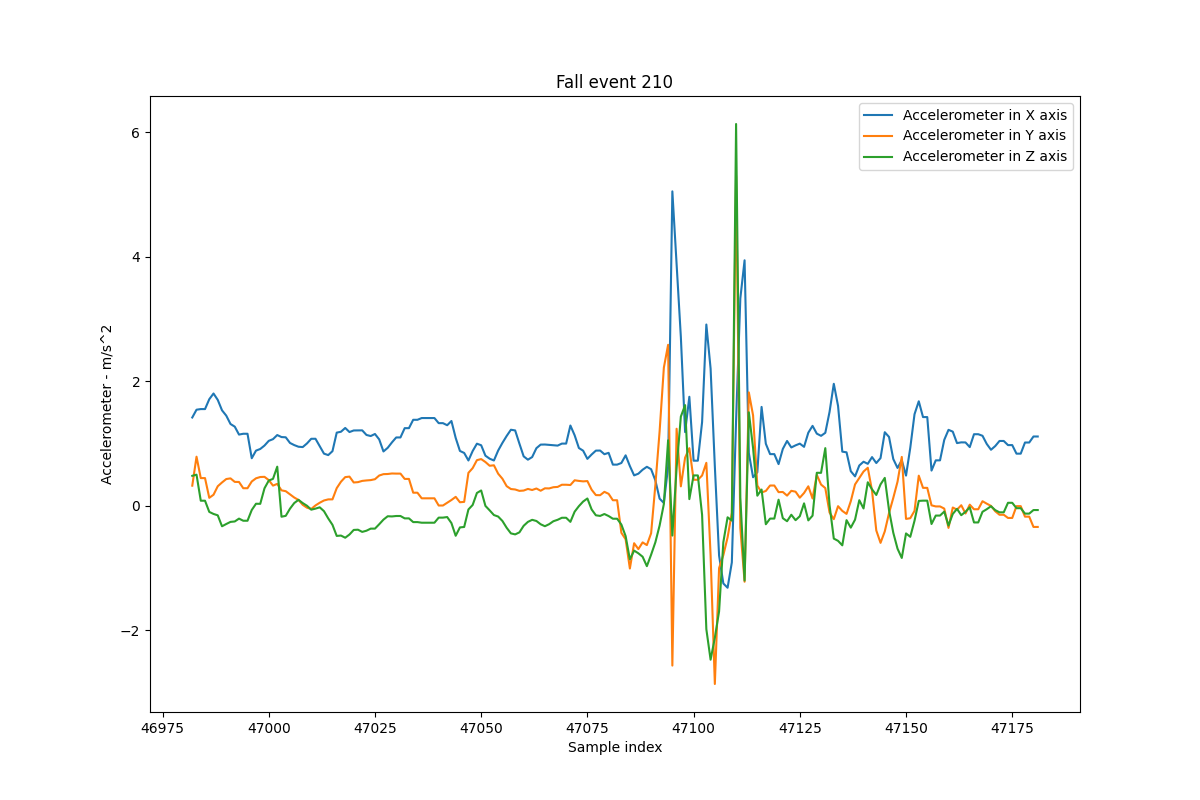 Fall event 210
Accelerometer in X axis
Accelerometer in Y axis
Accelerometer in Z axis
Accelerometer - m/s^2
6
4
2
0
−2
46975 47000 47025 47050 47075 47100 47125 47150 47175
Sample index